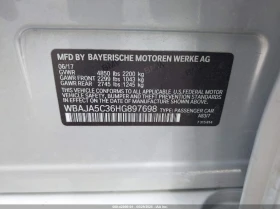 MFD BY BAYERISCHE MOTOREN WERKE AG
06/17
GVWR 4850 lbs 2200 kg
GAWR FRONT 2299 lbs 1043 kg
GAWR REAR 2745 lbs 1245 kg
THIS VEHICLE CONFORMS TO ALL APPLICABLE FEDERAL MOTOR
VEHICLE SAFETY, BUMPER, AND THEFT PREVENTION STANDARDS
IN EFFECT ON THE DATE OF MANUFACTURE SHOWN ABOVE.
WBAJA5C36HG897698 TYPE: PASSENGER CAR